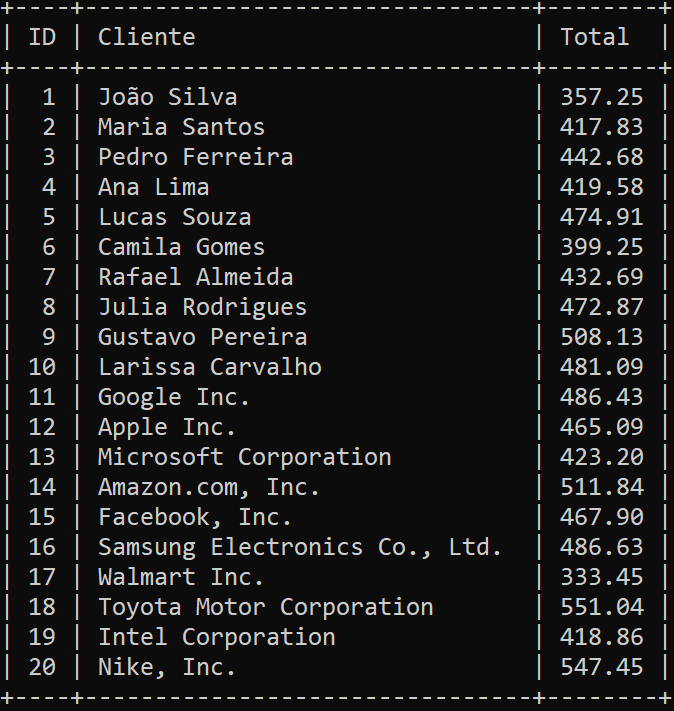 +----+--------------------------------+--------+
| ID | Cliente                        | Total  |
+----+--------------------------------+--------+
|  1 | João Silva                     | 357.25 |
|  2 | Maria Santos                   | 417.83 |
|  3 | Pedro Ferreira                 | 442.68 |
|  4 | Ana Lima                       | 419.58 |
|  5 | Lucas Souza                    | 474.91 |
|  6 | Camila Gomes                   | 399.25 |
|  7 | Rafael Almeida                 | 432.69 |
|  8 | Julia Rodrigues                | 472.87 |
|  9 | Gustavo Pereira                | 508.13 |
| 10 | Larissa Carvalho               | 481.09 |
| 11 | Google Inc.                    | 486.43 |
| 12 | Apple Inc.                     | 465.09 |
| 13 | Microsoft Corporation          | 423.20 |
| 14 | Amazon.com, Inc.               | 511.84 |
| 15 | Facebook, Inc.                 | 467.90 |
| 16 | Samsung Electronics Co., Ltd.  | 486.63 |
| 17 | Walmart Inc.                   | 333.45 |
| 18 | Toyota Motor Corporation       | 551.04 |
| 19 | Intel Corporation              | 418.86 |
| 20 | Nike, Inc.                     | 547.45 |
+----+--------------------------------+--------+